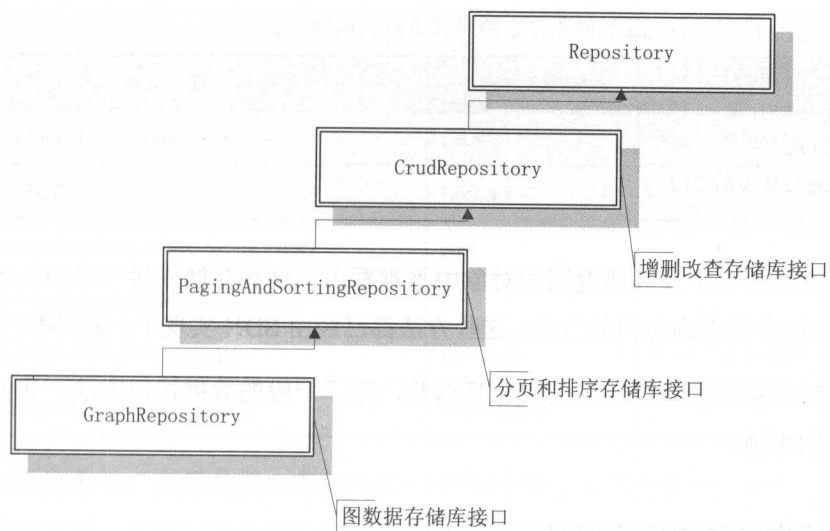 Repository
CrudRepository
增删改查存储库接口
PagingAndSortingRepository
分页和排序存储库接口
GraphRepository
图数据存储库接口